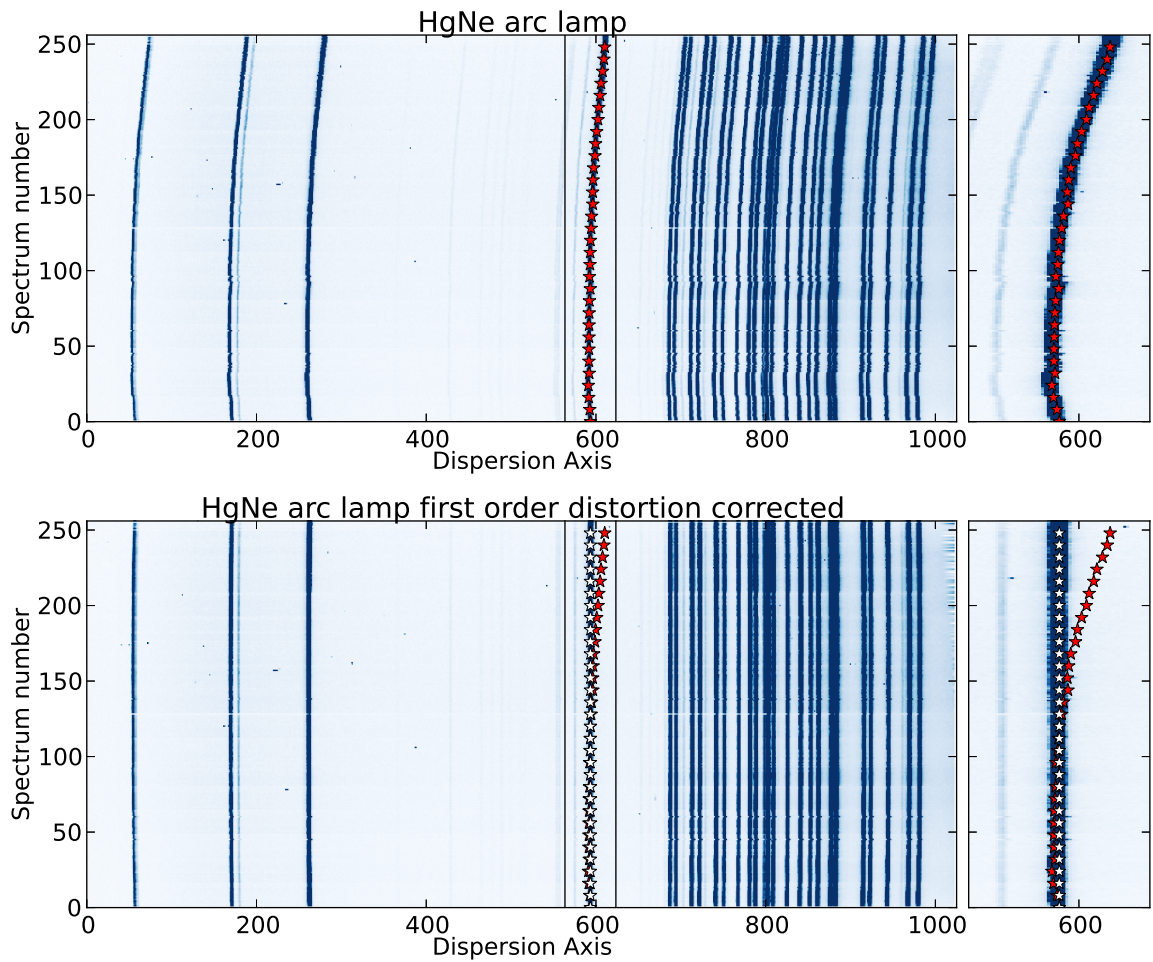 HgNe arc lamp
250
200
150
100
50
0
Spectrum number
0 200 400 600 800 1000 600
Dispersion Axis
HgNe arc lamp first order distortion corrected
250
200
150
100
50
0
Spectrum number
0 200 400 600 800 1000 600
Dispersion Axis